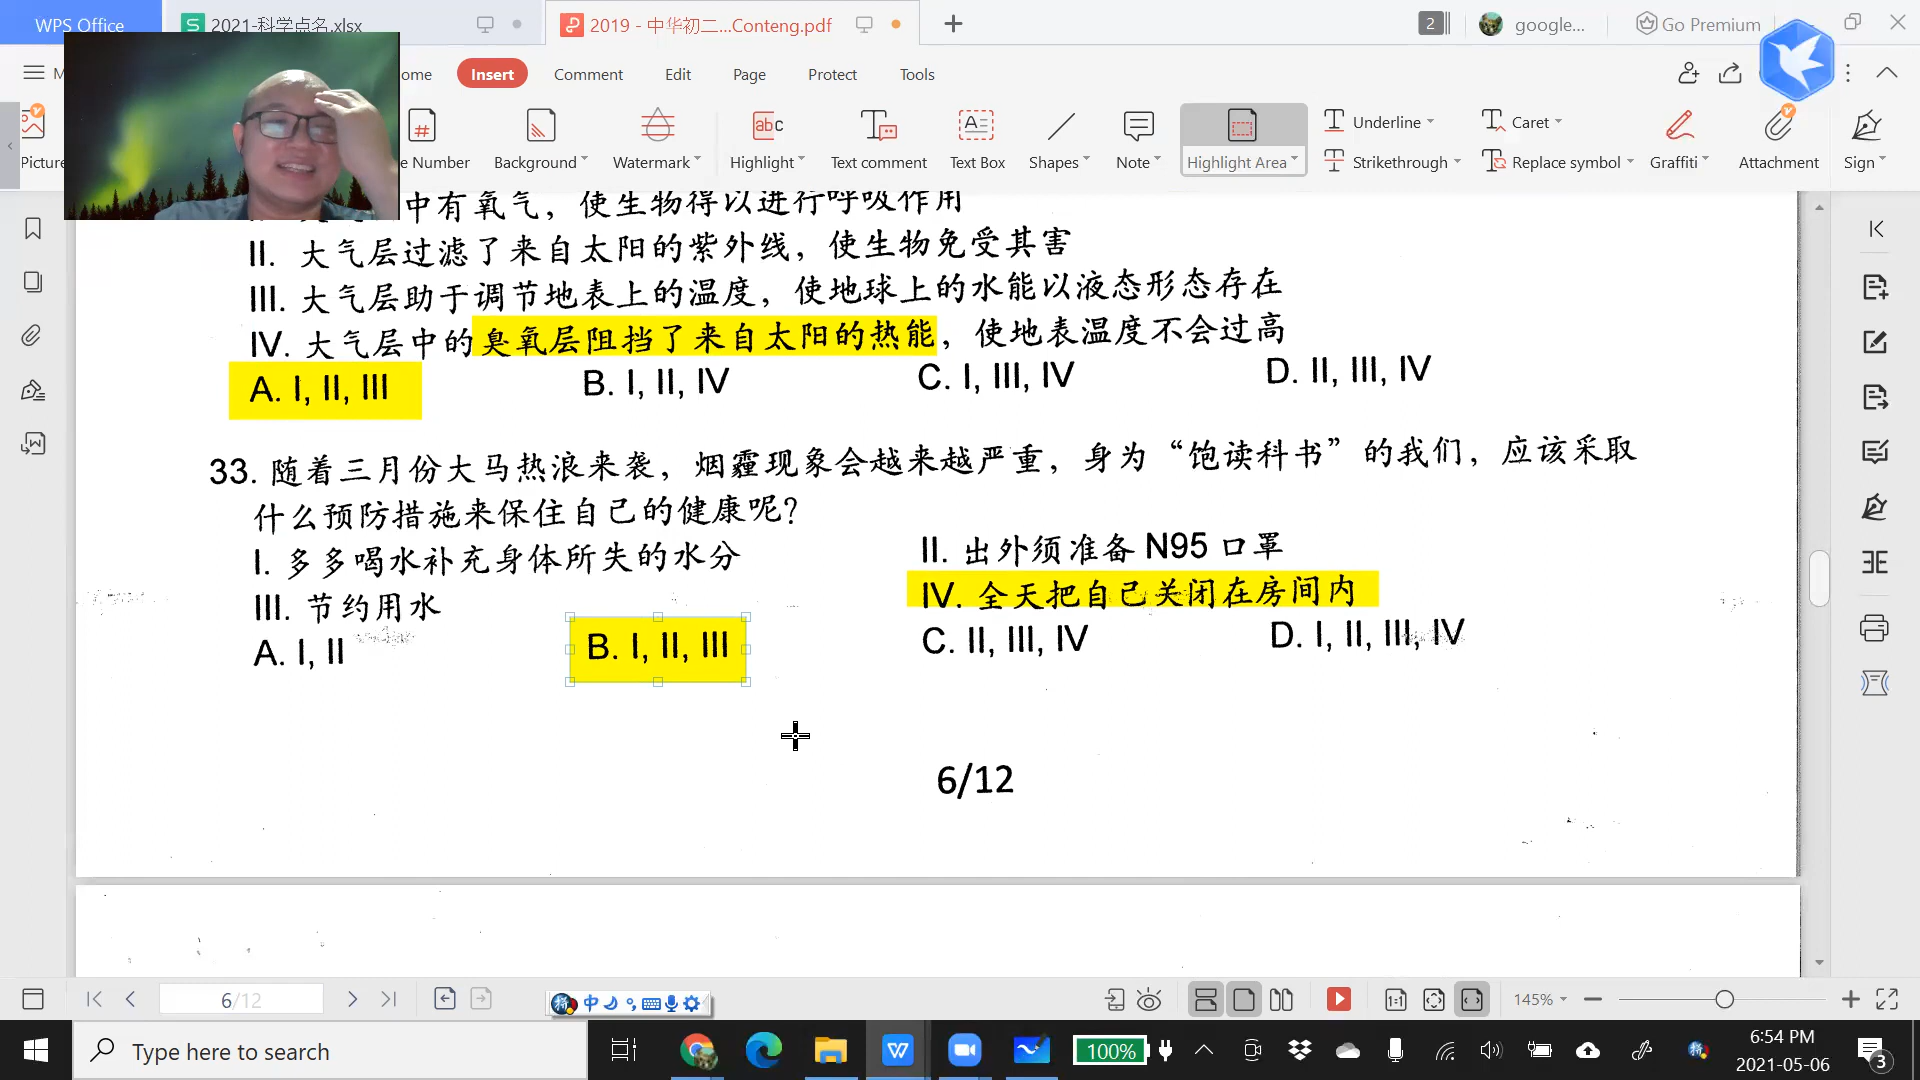 WPS Office
2021-科学点名.xlsx
2019 - 中华初二...Conteng.pdf
2
google...
Go Premium
Insert
Comment
Edit
Page
Protect
Tools
Picture
Background
Watermark
Highlight
Text comment
Text Box
Shapes
Note
Highlight Area
Underline
Strikethrough
Caret
Replace symbol
Graffiti
Attachment
Sign
中有氧气，使生物得以进行呼吸作用
II. 大气层过滤了来自太阳的紫外线，使生物免受其害
III. 大气层助于调节地表上的温度，使地球上的水能以液态形态存在
IV. 大气层中的臭氧层阻挡了来自太阳的热能，使地表温度不会过高
A. I, II, III B. I, II, IV C. I, III, IV D. II, III, IV
33. 随着三月份大马热浪来袭，烟霾现象会越来越严重，身为“饱读科书”的我们，应该采取
什么预防措施来保住自己的健康呢？
I. 多多喝水补充身体所失的水分 II. 出外须准备 N95 口罩
III. 节约用水 IV. 全天把自己关闭在房间内
A. I, II B. I, II, III C. II, III, IV D. I, II, III, IV
6/12
6/12
中
145%
Type here to search
100%
6:54 PM
2021-05-06
3